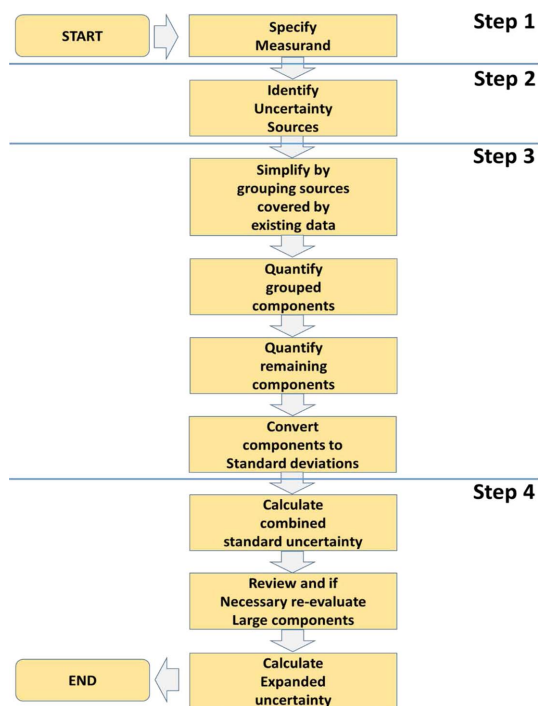 START
Specify
Measurand
Step 1
Identify
Uncertainty
Sources
Step 2
Step 3
Simplify by
grouping sources
covered by
existing data
Quantify
grouped
components
Quantify
remaining
components
Convert
components to
Standard deviations
Step 4
Calculate
combined
standard uncertainty
Review and if
Necessary re-evaluate
Large components
Calculate
Expanded
uncertainty
END